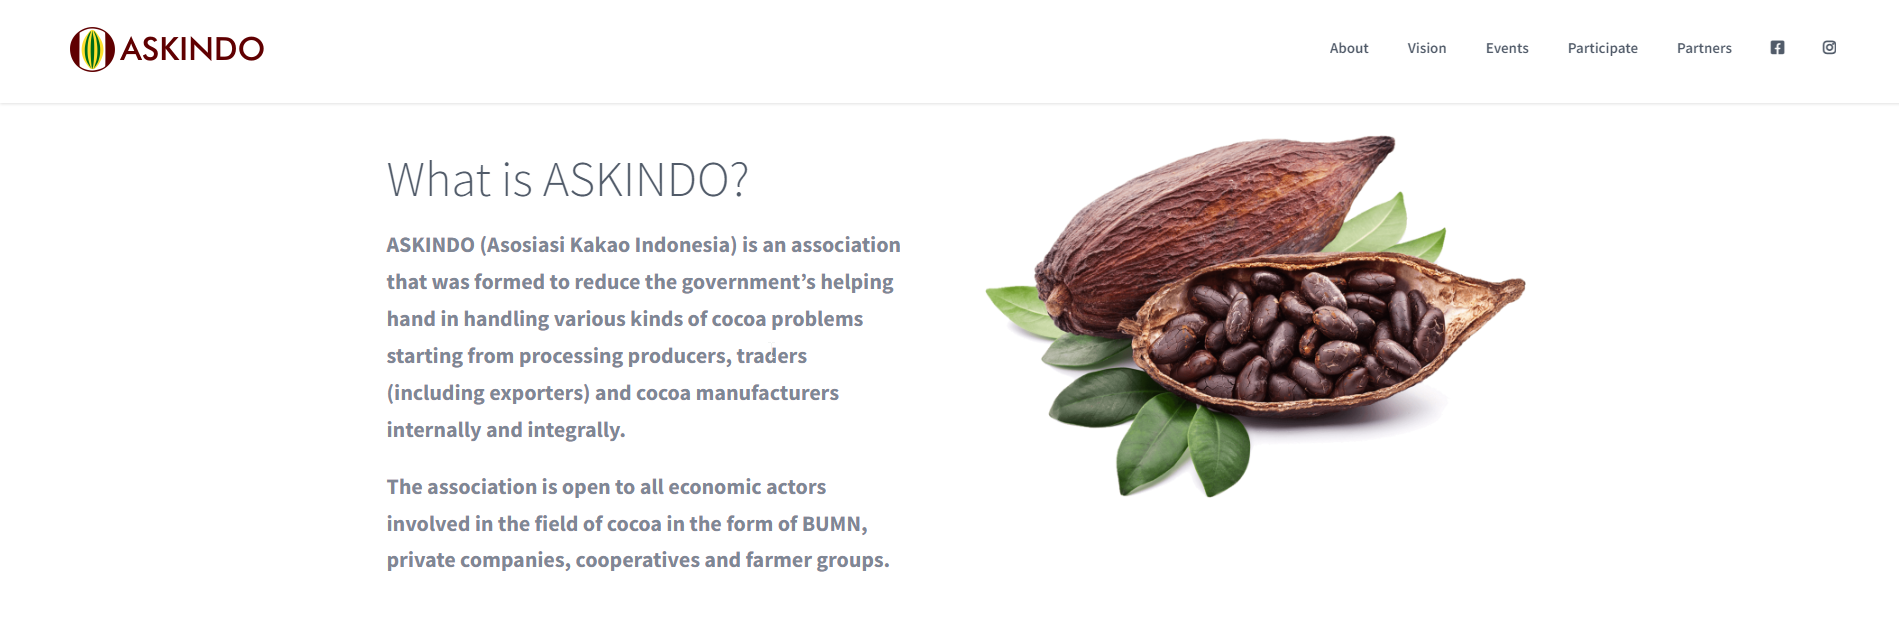 ASKINDO
About
Vision
Events
Participate
Partners
What is ASKINDO?
ASKINDO (Asosiasi Kakao Indonesia) is an association
that was formed to reduce the government’s helping
hand in handling various kinds of cocoa problems
starting from processing producers, traders
(including exporters) and cocoa manufacturers
internally and integrally.
The association is open to all economic actors
involved in the field of cocoa in the form of BUMN,
private companies, cooperatives and farmer groups.